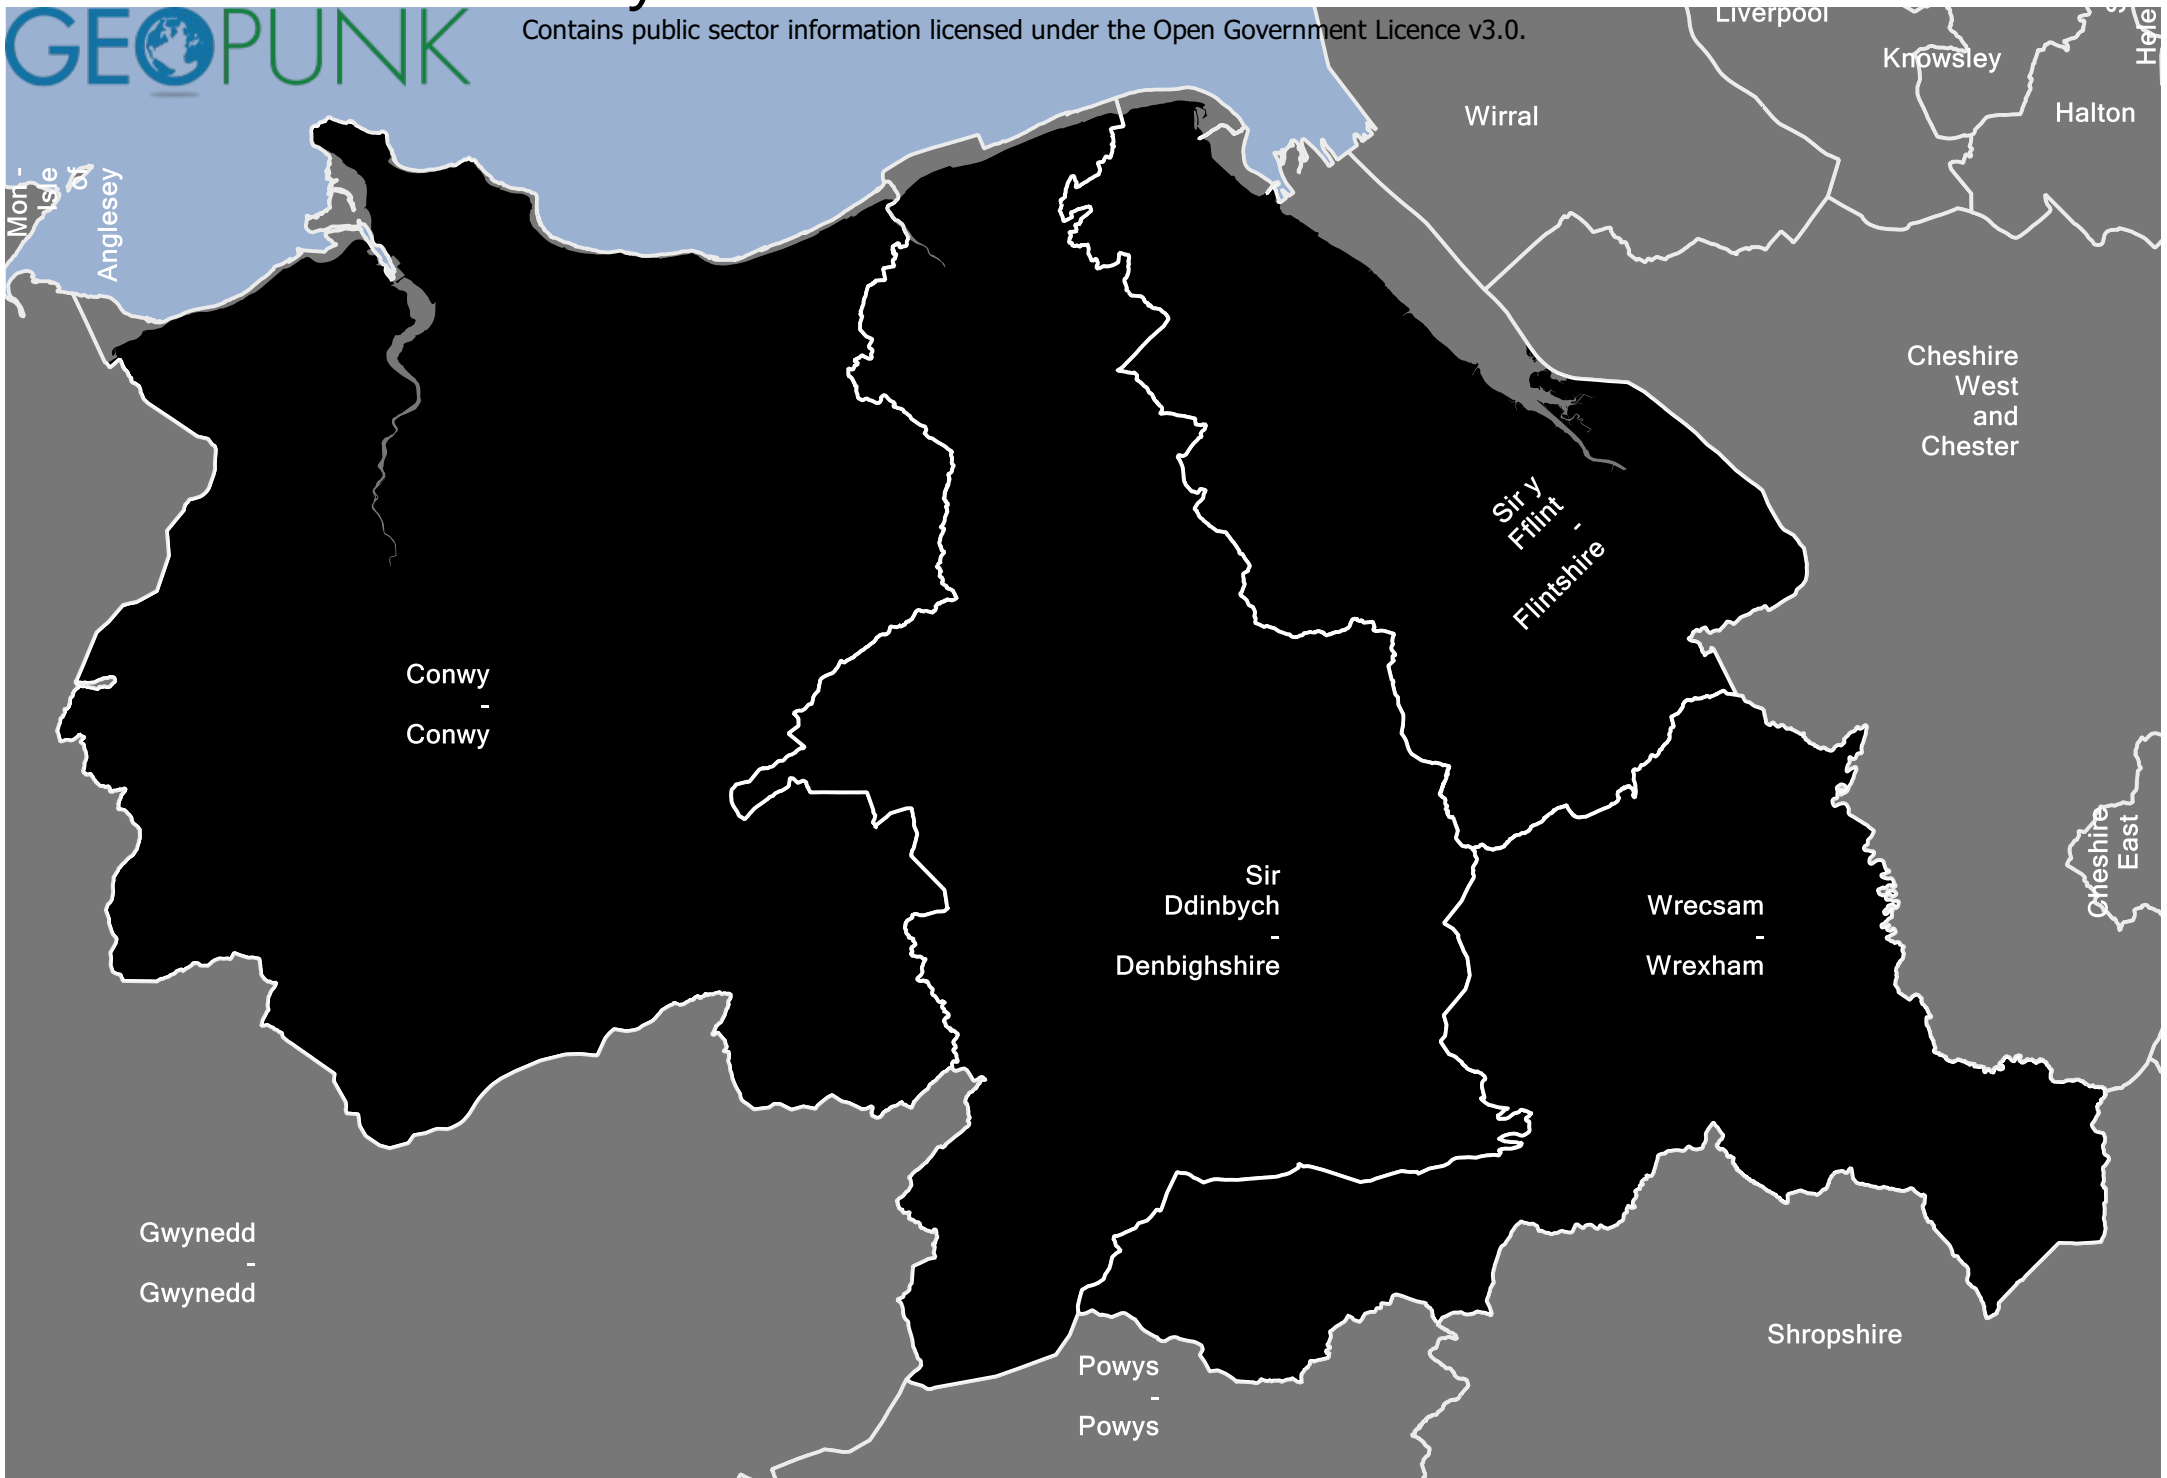 GEOPUNK
Contains public sector information licensed under the Open Government Licence v3.0.
Liverpool
Knowsley
Wirral
Halton
Isle
of
Anglesey
Cheshire
West
and
Chester
Sir y
Fflint
-
Flintshire
Conwy
-
Conwy
Sir
Ddinbych
-
Denbighshire
Wrecsam
-
Wrexham
Cheshire
East
Gwynedd
-
Gwynedd
Shropshire
Powys
-
Powys